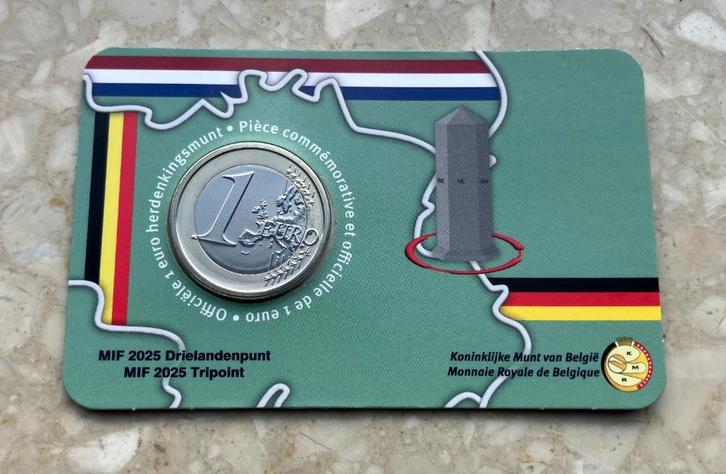 Officiële 1 euro herdenkingsmunt • Pièce commémorative et officielle de 1 euro •
1 EURO
BE NL DU
MIF 2025 Drielandenpunt
MIF 2025 Tripoint
Koninklijke Munt van België
Monnaie Royale de Belgique
K
M
R